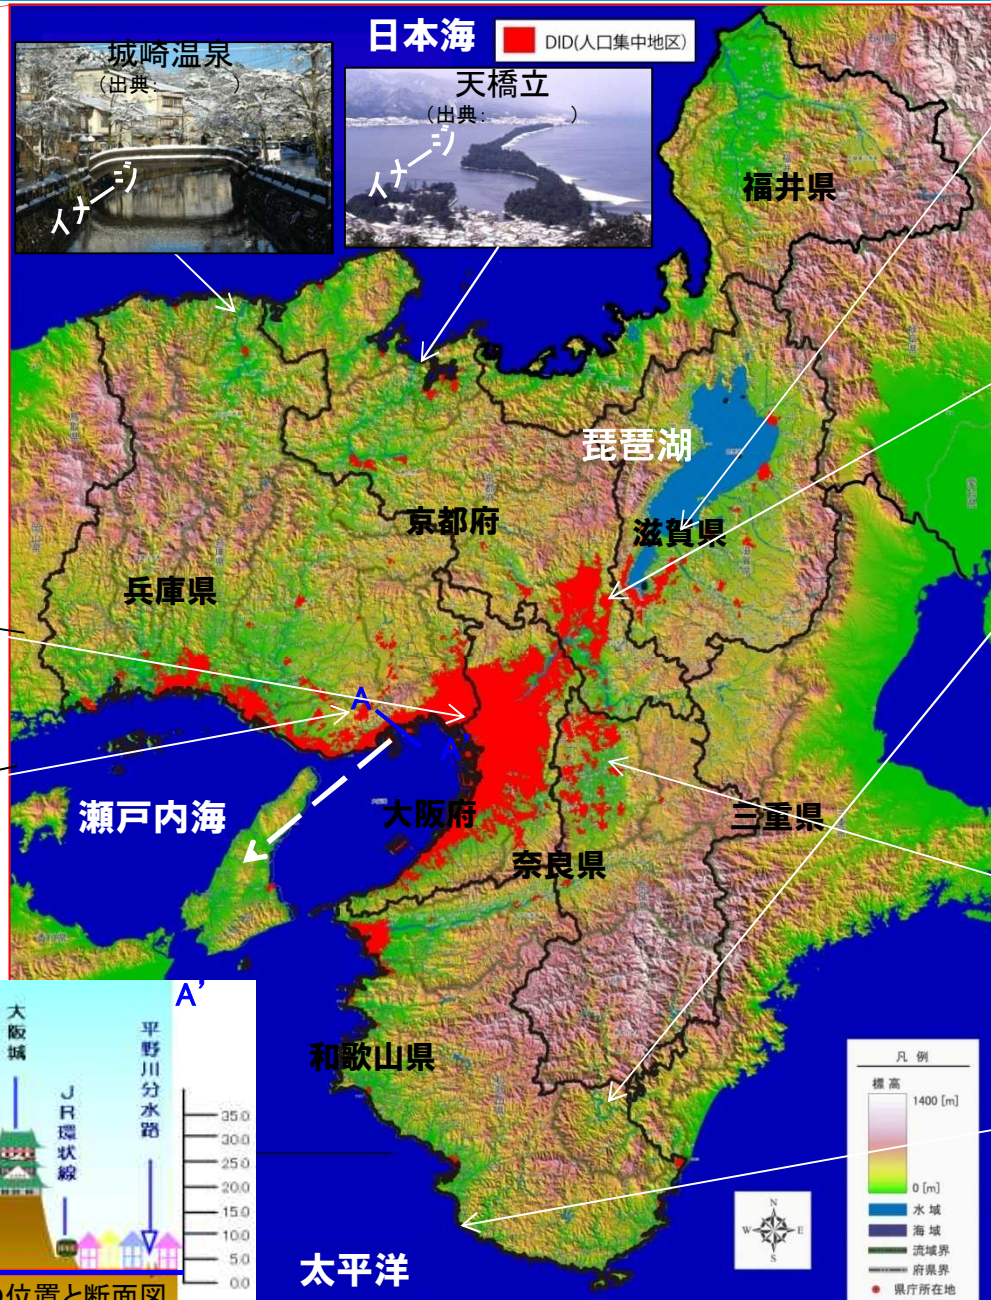 日本海
DID(人口集中地区)
城崎温泉
(出典:　　　)
イメージ
天橋立
(出典:　　　)
イメージ
福井県
琵琶湖
京都府
滋賀県
兵庫県
A
A'
瀬戸内海
大阪府
三重県
奈良県
和歌山県
太平洋
A'
大阪城
JR環状線
平野川分水路
35.0
30.0
25.0
20.0
15.0
10.0
5.0
0.0
位置と断面図
凡例
標高
1400 [m]
0 [m]
水域
海域
流域界
府県界
県庁所在地
N
W
E
S